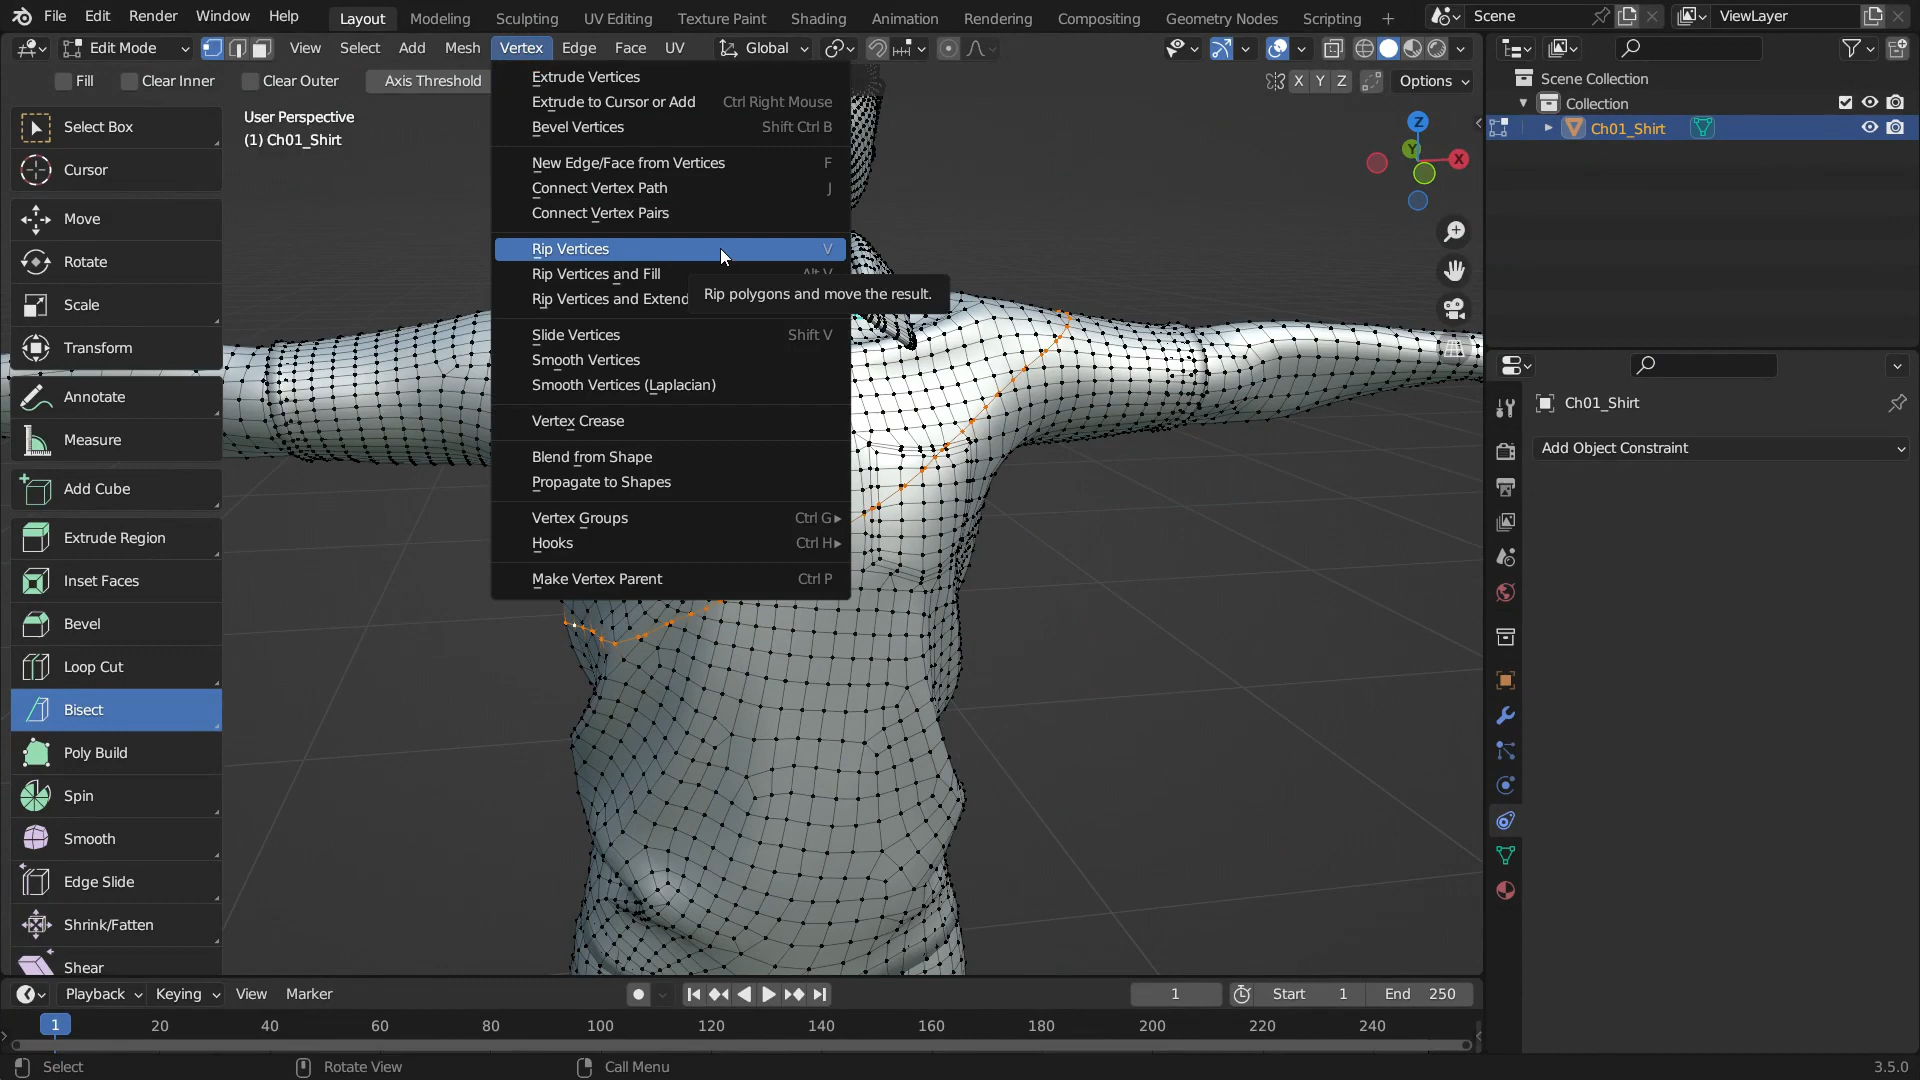 File Edit Render Window Help Layout Modeling Sculpting UV Editing Texture Paint Shading Animation Rendering Compositing Geometry Nodes Scripting + Scene ViewLayer
Edit Mode View Select Add Mesh Vertex Edge Face UV Global
Fill Clear Inner Clear Outer Axis Threshold X Y Z Options
User Perspective
(1) Ch01_Shirt
Select Box
Cursor
Move
Rotate
Scale
Transform
Annotate
Measure
Add Cube
Extrude Region
Inset Faces
Bevel
Loop Cut
Bisect
Poly Build
Spin
Smooth
Edge Slide
Shrink/Fatten
Shear
Extrude Vertices
Extrude to Cursor or Add Ctrl Right Mouse
Bevel Vertices Shift Ctrl B
New Edge/Face from Vertices F
Connect Vertex Path J
Connect Vertex Pairs
Rip Vertices V
Rip Vertices and Fill Alt V
Rip Vertices and Extend
Rip polygons and move the result.
Slide Vertices Shift V
Smooth Vertices
Smooth Vertices (Laplacian)
Vertex Crease
Blend from Shape
Propagate to Shapes
Vertex Groups Ctrl G
Hooks Ctrl H
Make Vertex Parent Ctrl P
Z
Y
X
Scene Collection
Collection
Ch01_Shirt
Ch01_Shirt
Add Object Constraint
Playback Keying View Marker 1 Start 1 End 250
1 20 40 60 80 100 120 140 160 180 200 220 240
Select Rotate View Call Menu 3.5.0